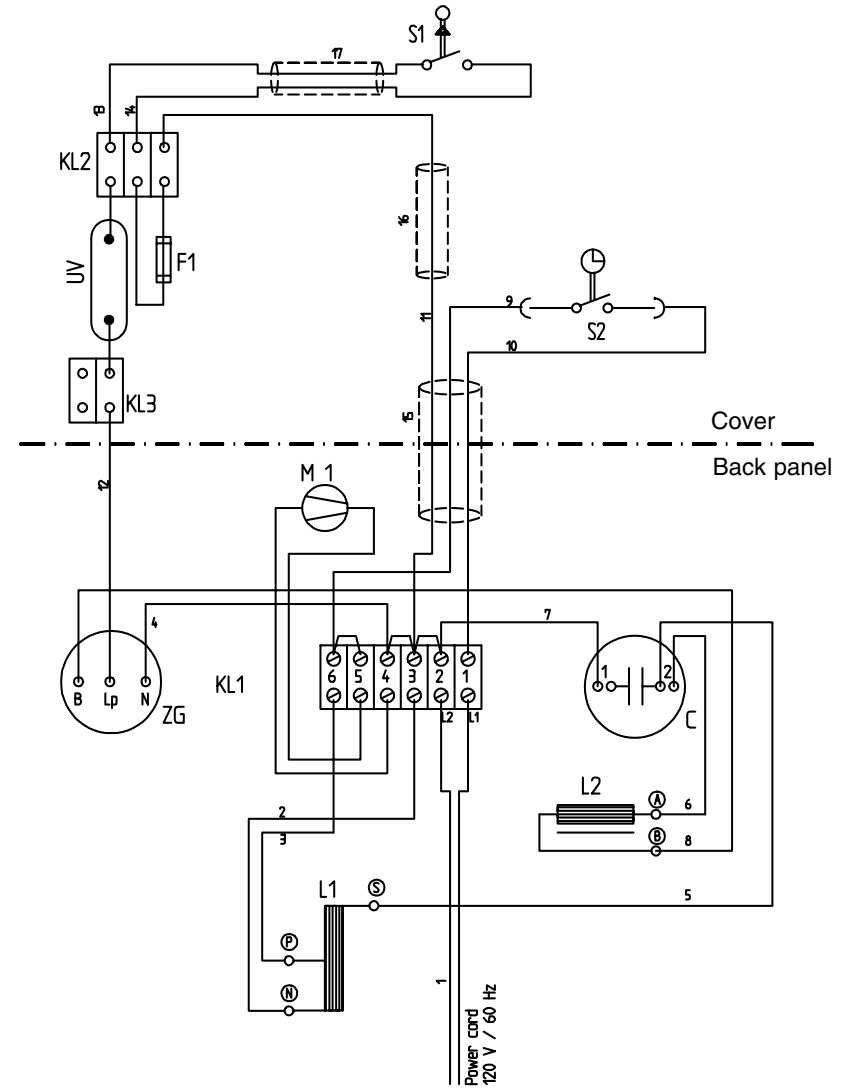 S1
17
13
14
KL2
16
F1
UV
9
S2
11
10
KL3
15
Cover
Back panel
12
M 1
4
7
B Lp N
ZG
KL1
6 5 4 3 2 1
L2 L1
1 2
C
L2
A
6
B
8
2
3
L1
S
5
P
N
1
Power cord
120 V / 60 Hz